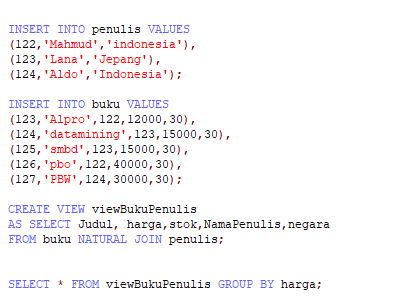 INSERT INTO penulis VALUES
(122,'Mahmud','indonesia'),
(123,'Lana','Jepang'),
(124,'Aldo','Indonesia');
INSERT INTO buku VALUES
(123,'Alpro',122,12000,30),
(124,'datamining',123,15000,30),
(125,'smbd',123,15000,30),
(126,'pbo',122,40000,30),
(127,'PBW',124,30000,30);
CREATE VIEW viewBukuPenulis
AS SELECT Judul, harga,stok,NamaPenulis,negara
FROM buku NATURAL JOIN penulis;
SELECT * FROM viewBukuPenulis GROUP BY harga;